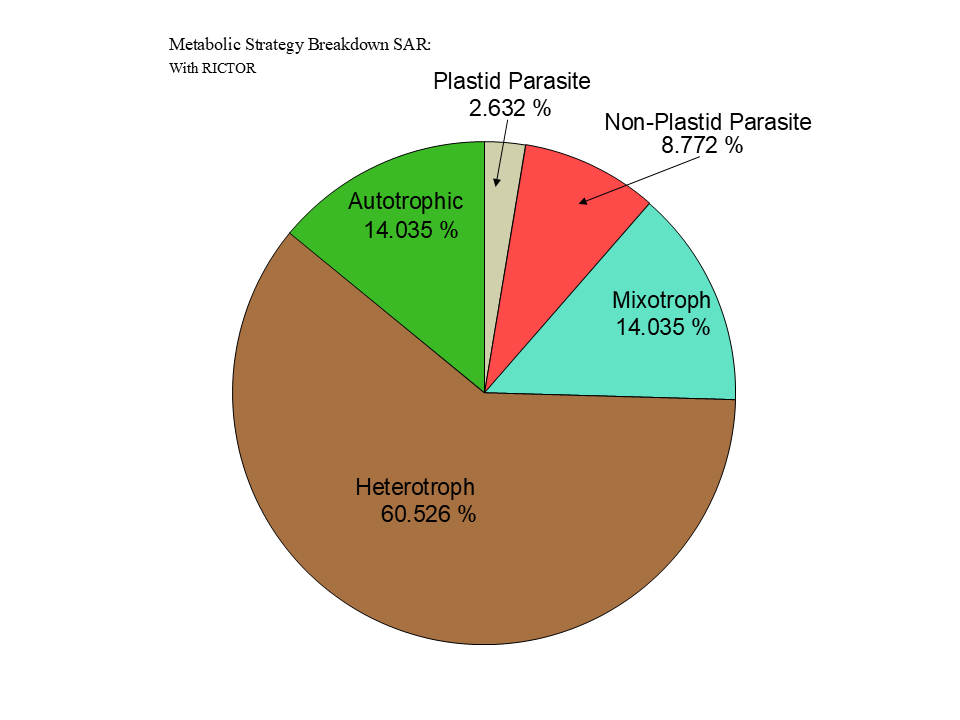 Metabolic Strategy Breakdown SAR:
With RICTOR
Plastid Parasite
2.632 %
Non-Plastid Parasite
8.772 %
Autotrophic
14.035 %
Mixotroph
14.035 %
Heterotroph
60.526 %